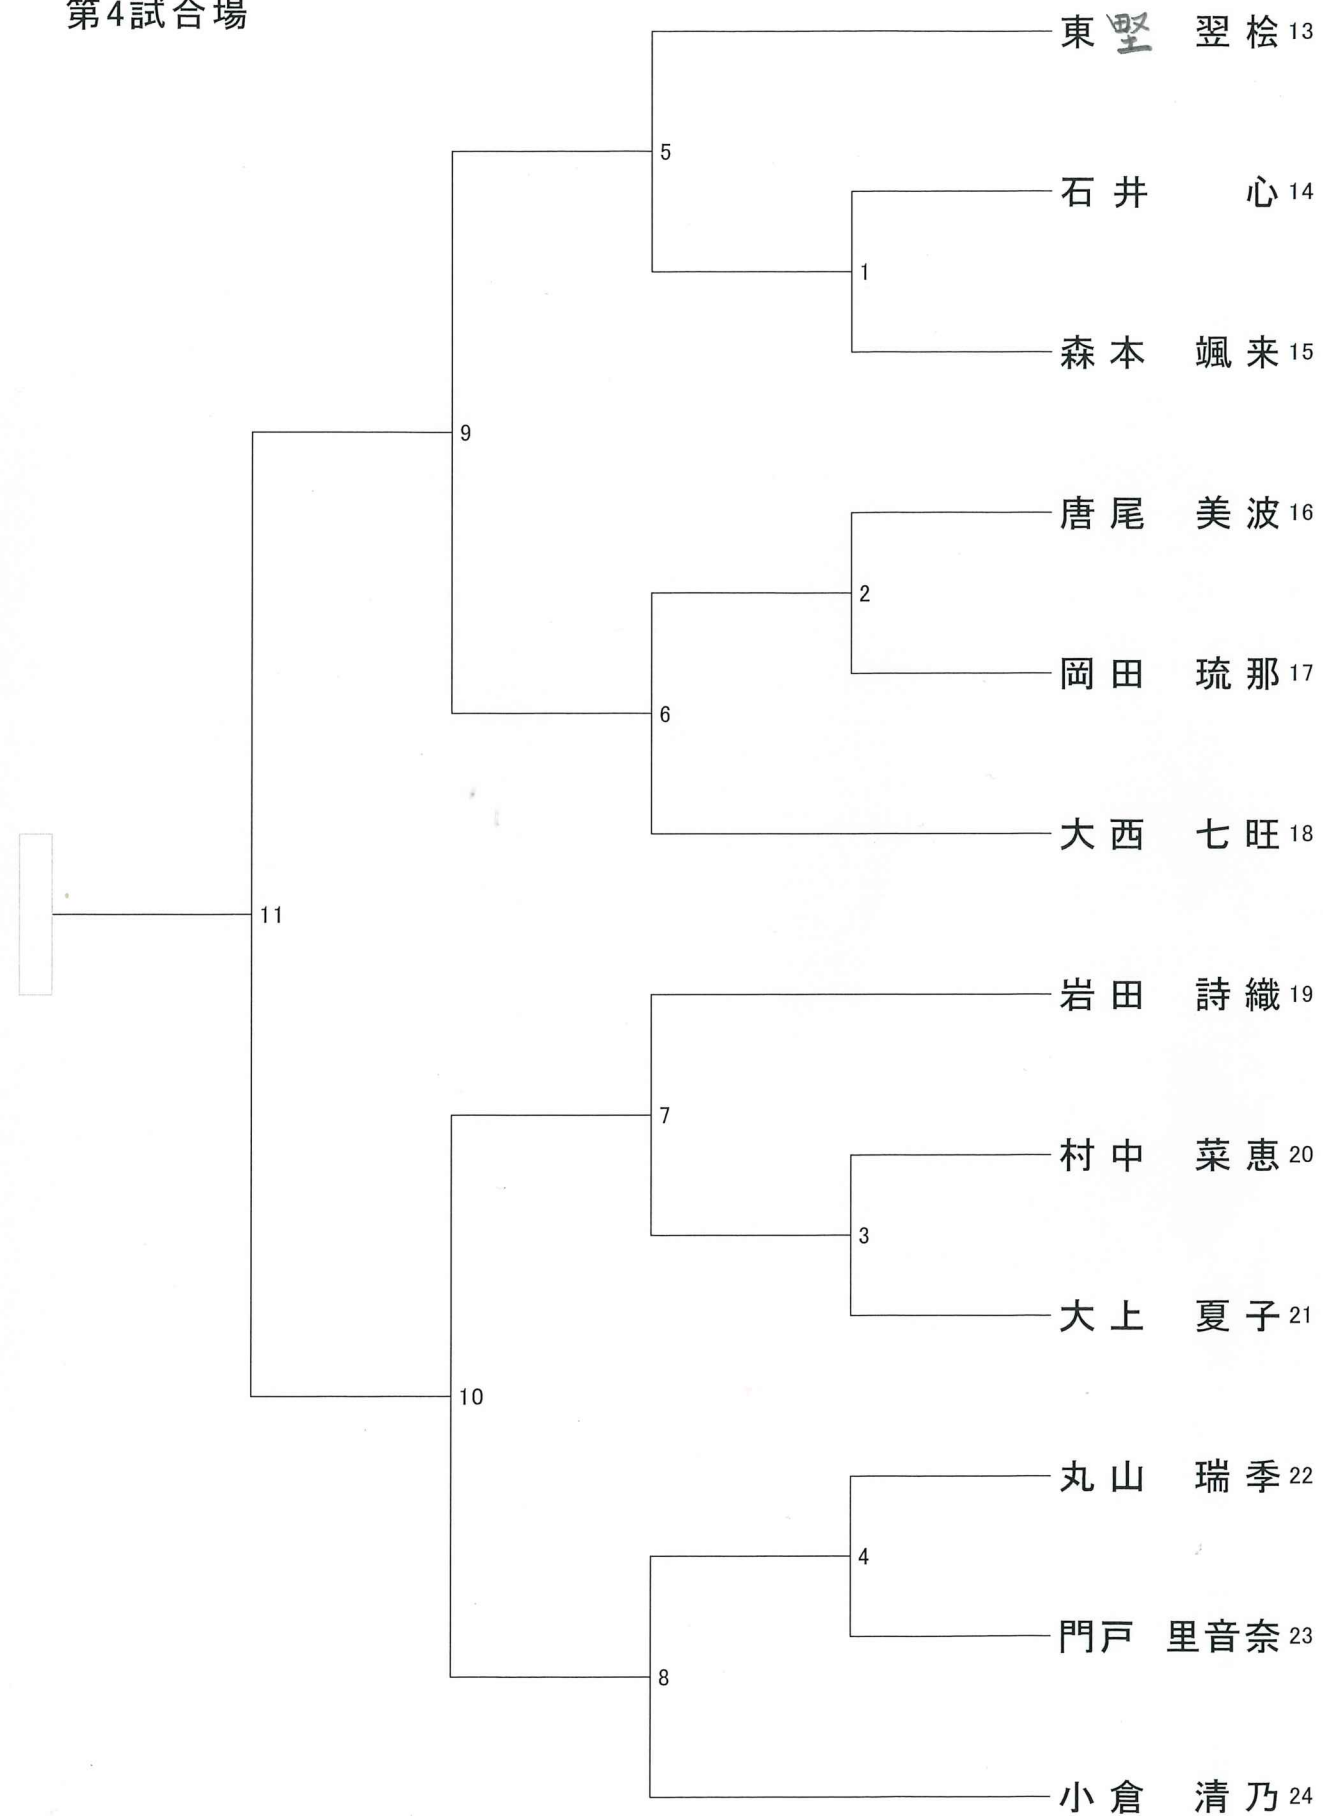 第4試合場
東 翌桧 13
5
石井 心 14
1
森本 颯来 15
9
唐尾 美波 16
2
岡田 琉那 17
6
大西 七旺 18
11
岩田 詩織 19
7
村中 菜恵 20
3
大上 夏子 21
10
丸山 瑞季 22
4
門戸 里音奈 23
8
小倉 清乃 24